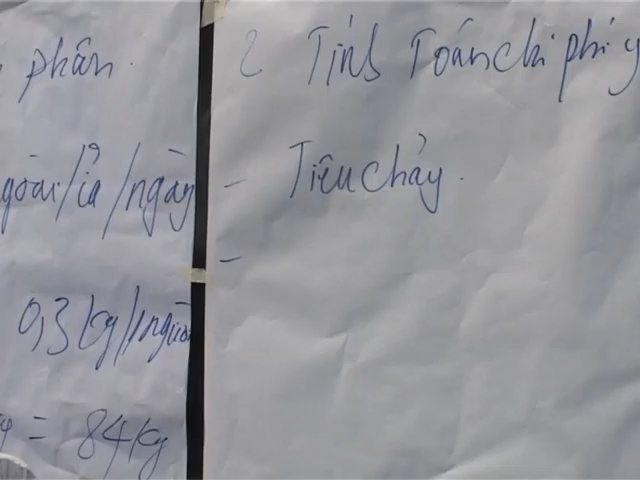 phân.
ngoài/ỉa/ngày
0,3 kg/người
= 84 kg
2 Tính Toán chi phí y
- Tiêu chảy.
-